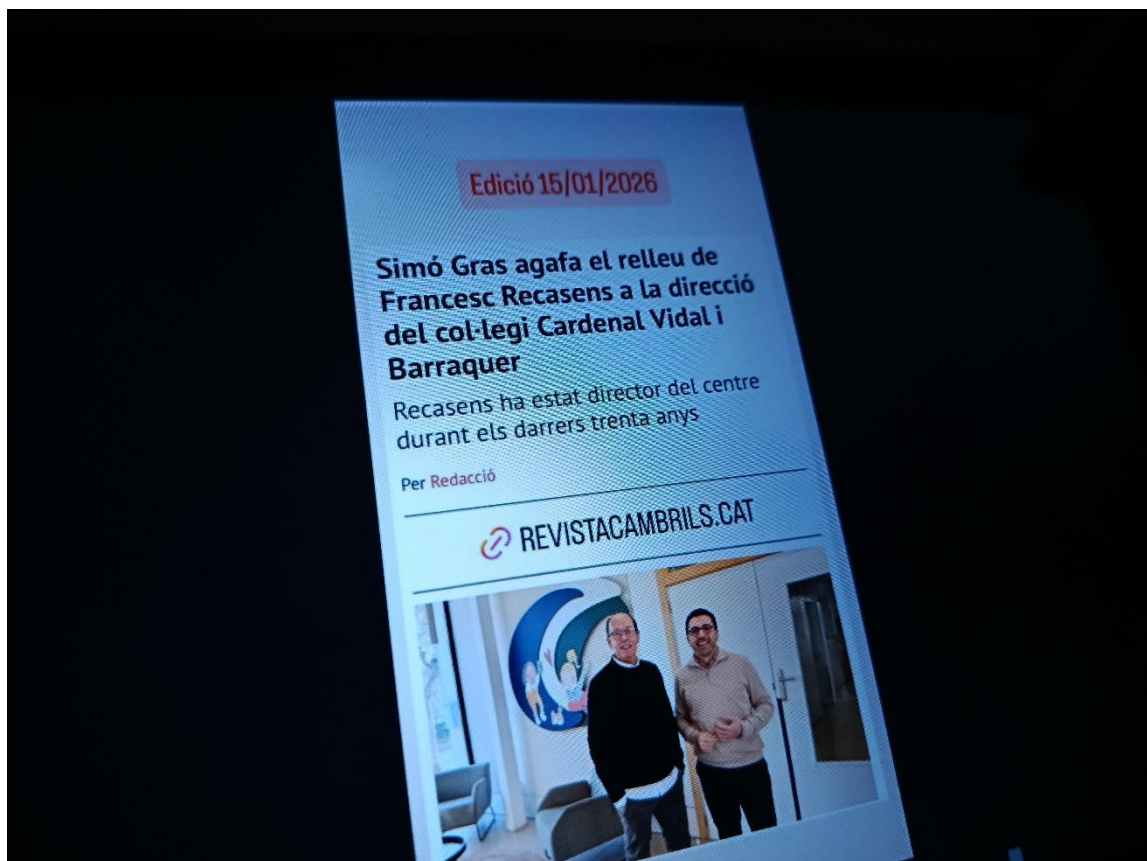 Edició 15/01/2026
Simó Gras agafa el relleu de
Francesc Recasens a la direcció
del col·legi Cardenal Vidal i
Barraquer
Recasens ha estat director del centre
durant els darrers trenta anys
Per Redacció
REVISTACAMBRILS.CAT